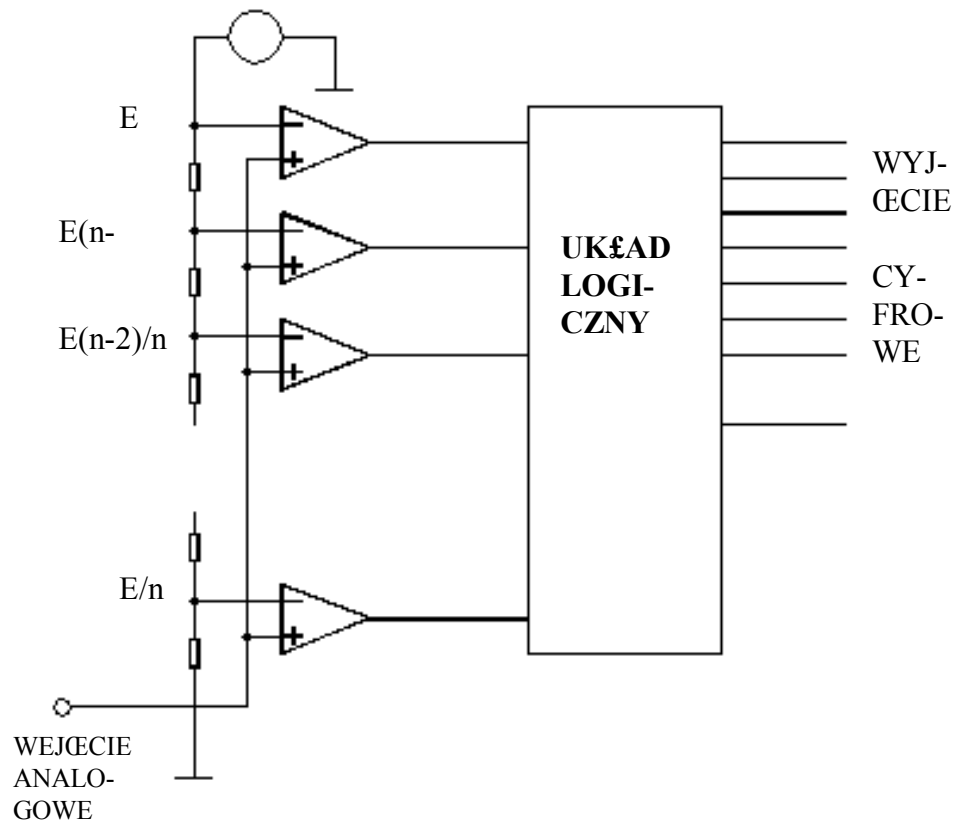 E
E(n-
E(n-2)/n
E/n
WEJŒCIE
ANALO-
GOWE
UK£AD
LOGI-
CZNY
WYJ-
ŒCIE
CY-
FRO-
WE